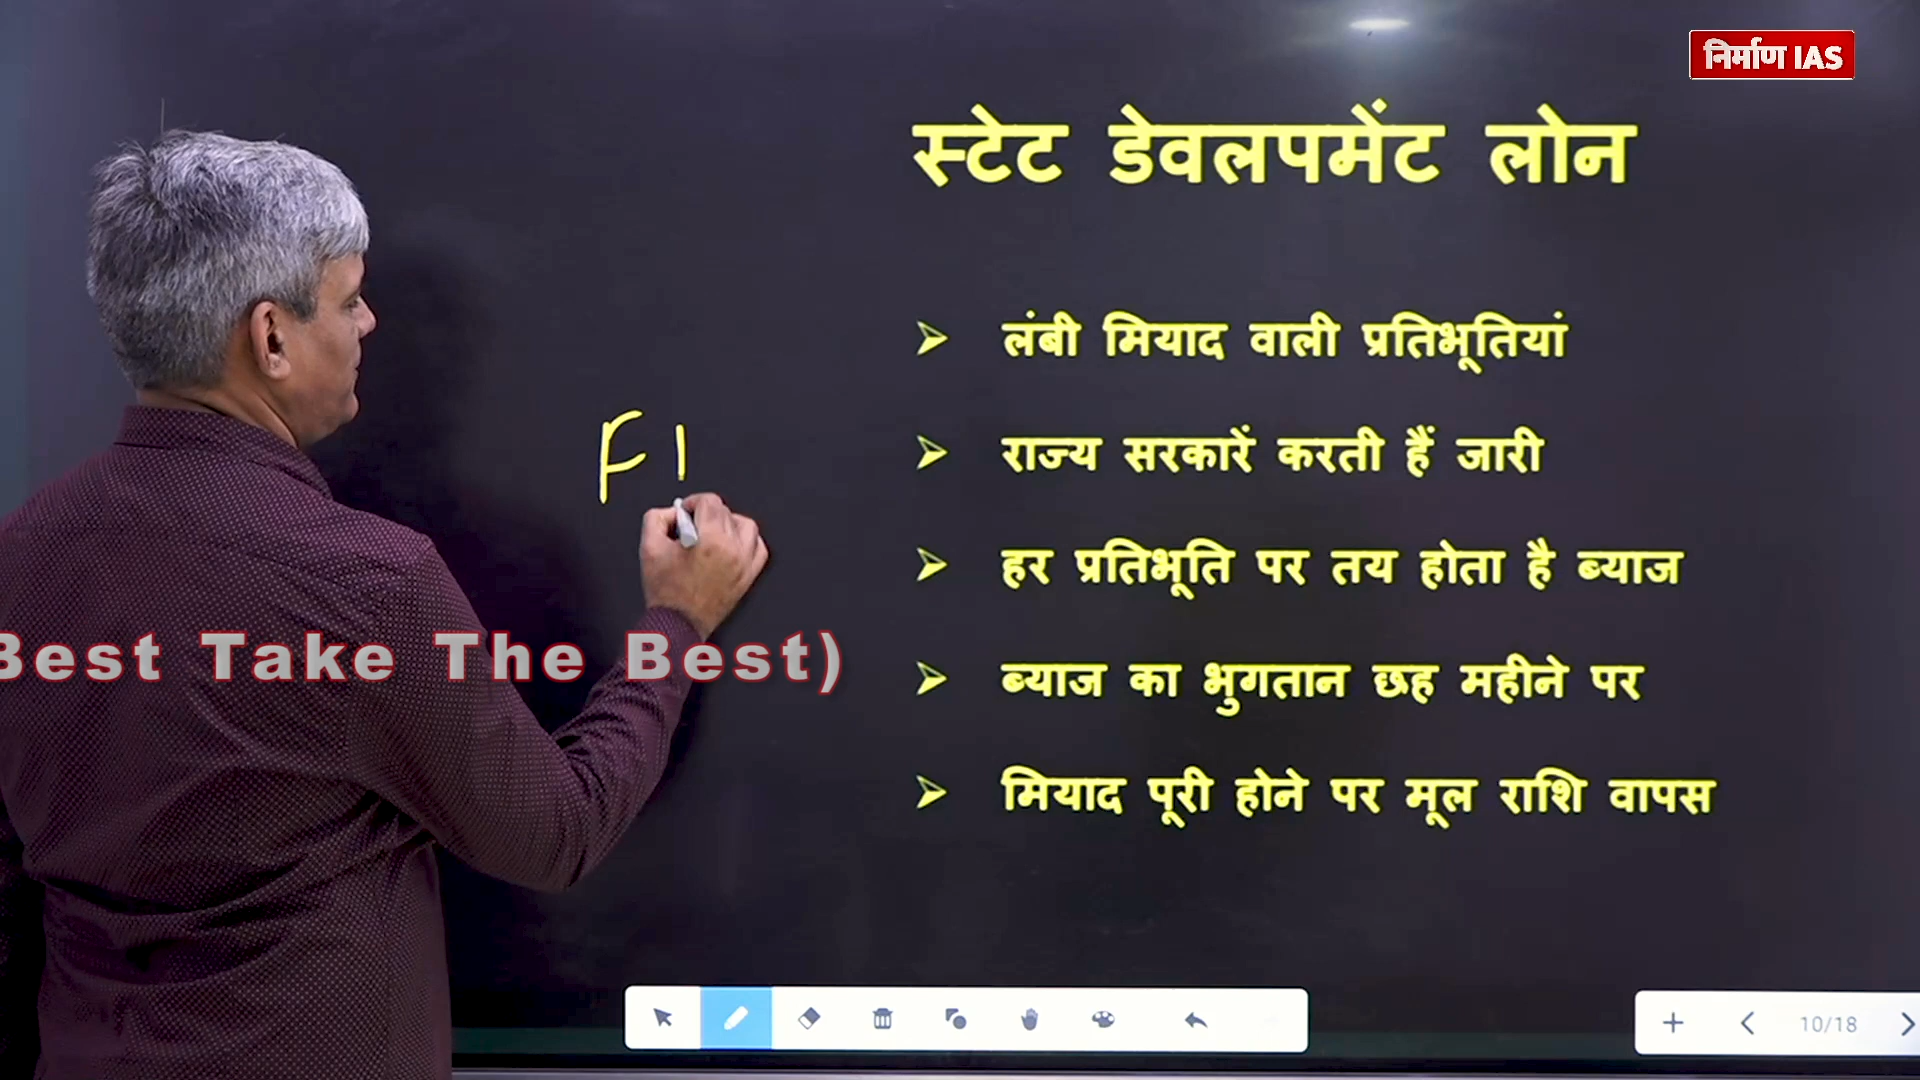 निर्माण IAS
स्टेट डेवलपमेंट लोन
लंबी मियाद वाली प्रतिभूतियां
राज्य सरकारें करती हैं जारी
F I
हर प्रतिभूति पर तय होता है ब्याज
Best Take The Best)
ब्याज का भुगतान छह महीने पर
मियाद पूरी होने पर मूल राशि वापस
10/18